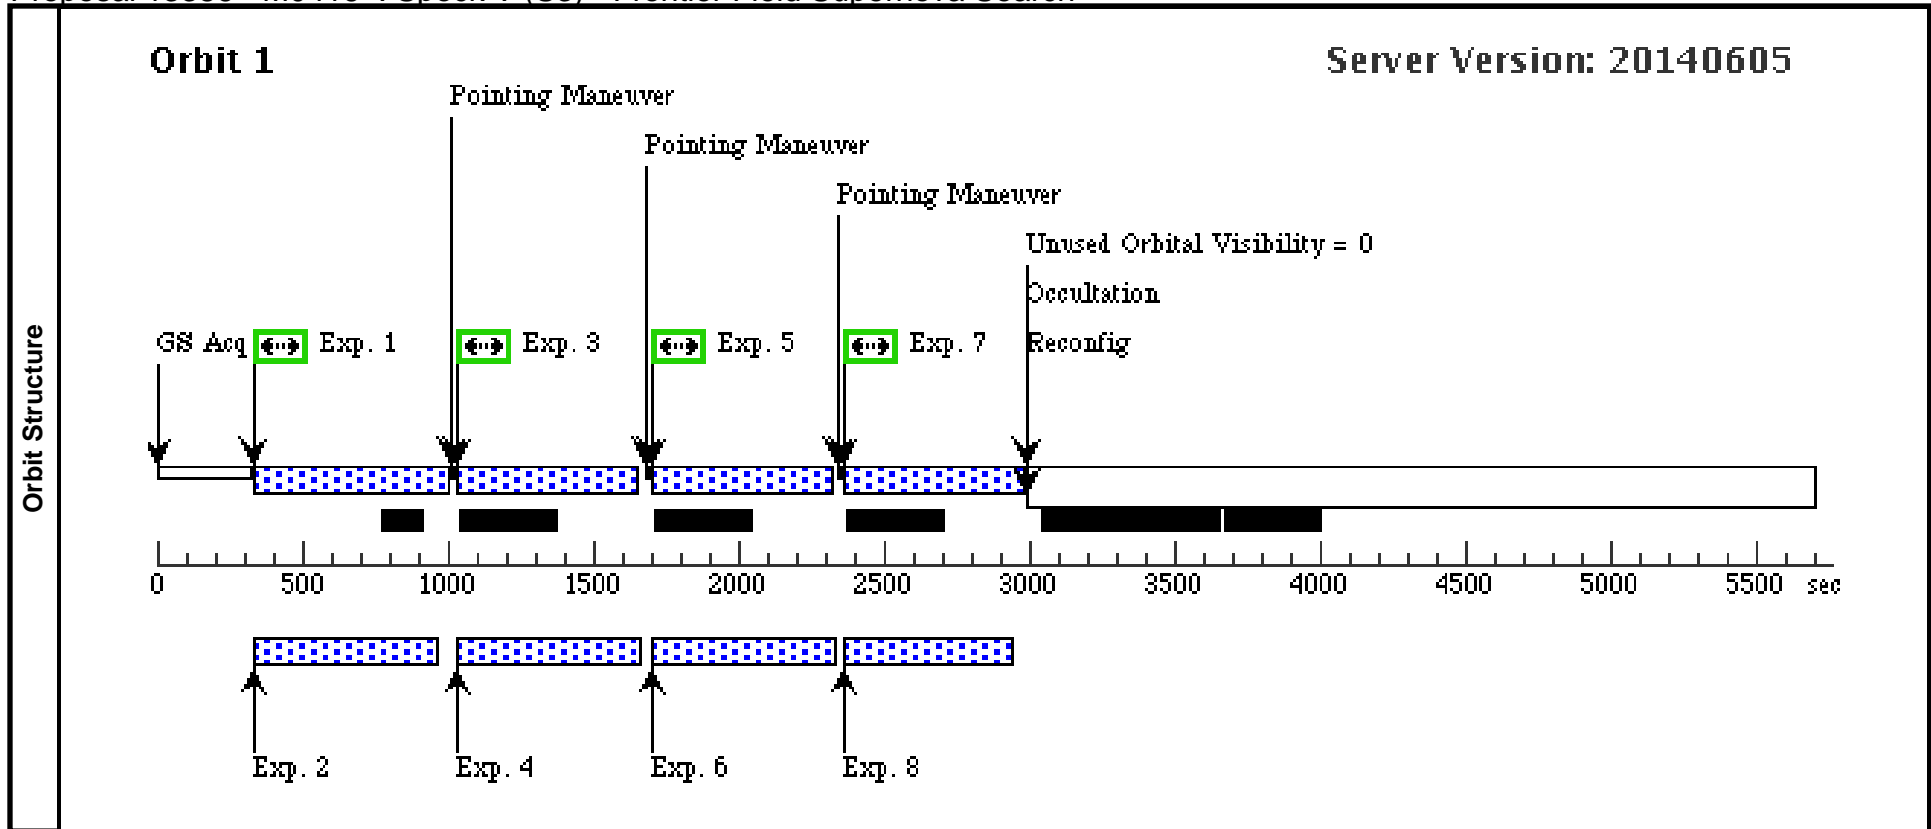 Orbit Structure
Orbit 1
Server Version: 20140605
Pointing Maneuver
Pointing Maneuver
Pointing Maneuver
Unused Orbital Visibility = 0
Occultation
GS Acq Exp. 1 Exp. 3 Exp. 5 Exp. 7 Reconfig
0 500 1000 1500 2000 2500 3000 3500 4000 4500 5000 5500 sec
Exp. 2 Exp. 4 Exp. 6 Exp. 8